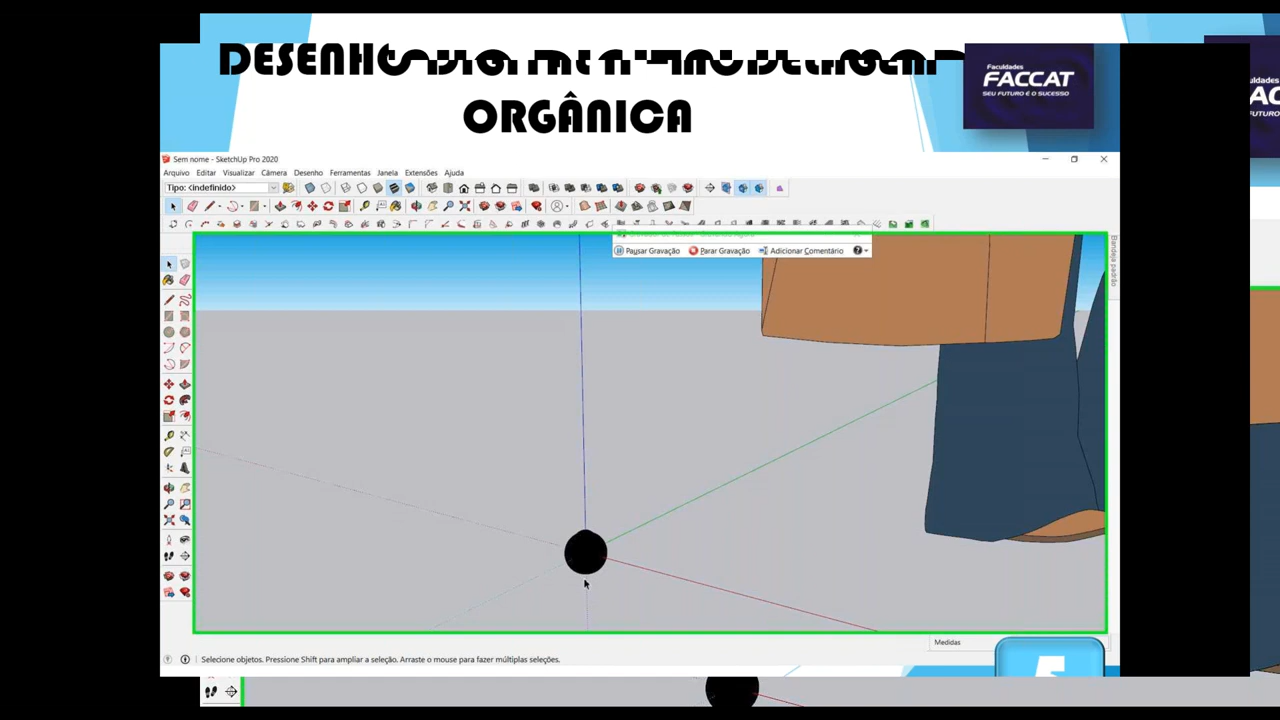 ORGÂNICA
Faculdades
FACCAT
SEU FUTURO É O SUCESSO
Sem nome - SketchUp Pro 2020
Arquivo Editar Visualizar Câmera Desenho Ferramentas Janela Extensões Ajuda
Tipo: <indefinido>
Pausar Gravação Parar Gravação Adicionar Comentário
Bandeja padrão
Medidas
Selecione objetos. Pressione Shift para ampliar a seleção. Arraste o mouse para fazer múltiplas seleções.